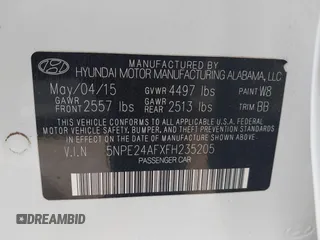 MANUFACTURED BY
HYUNDAI MOTOR MANUFACTURING ALABAMA, LLC
May/04/15 GVWR 4497 lbs PAINT W8
GAWR FRONT 2557 lbs GAWR REAR 2513 lbs TRIM BB
THIS VEHICLE CONFORMS TO ALL APPLICABLE
FEDERAL MOTOR VEHICLE SAFETY, BUMPER, AND
THEFT PREVENTION STANDARDS IN EFFECT ON
THE DATE OF MANUFACTURE SHOWN ABOVE.
V.I.N 5NPE24AFXFH235205
PASSENGER CAR
DREAMBID